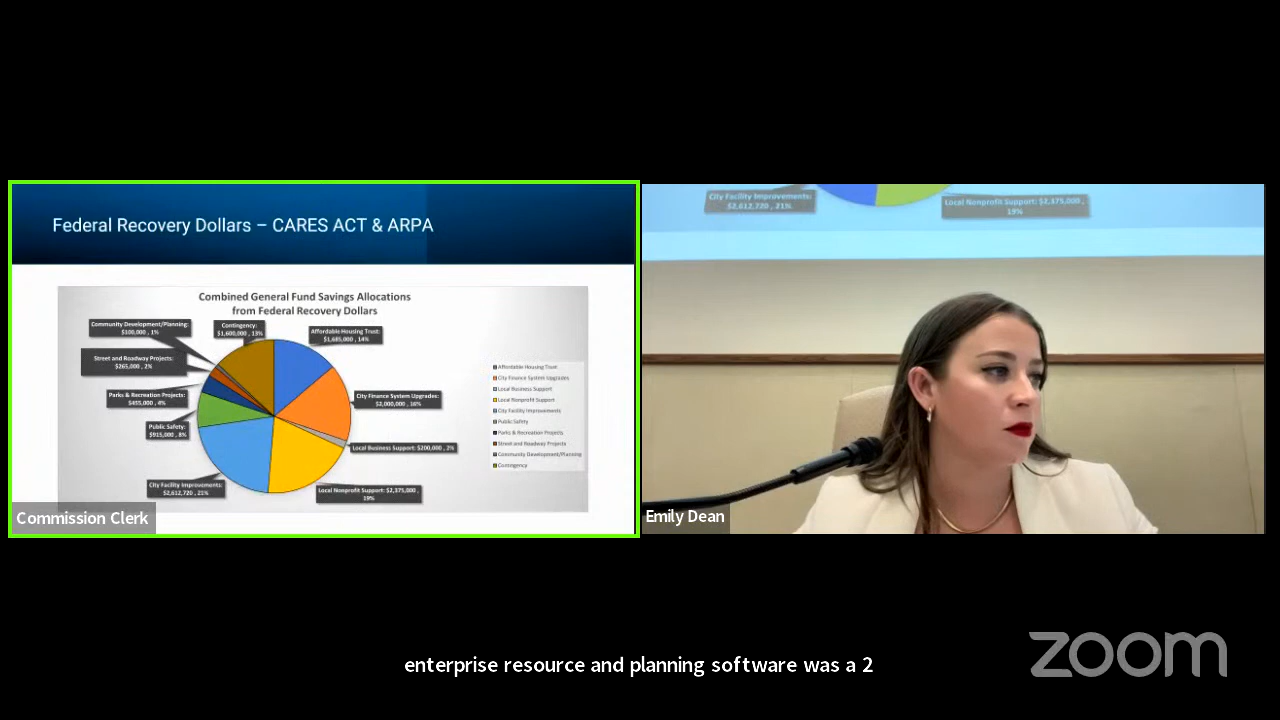 Federal Recovery Dollars – CARES ACT & ARPA
Combined General Fund Savings Allocations
from Federal Recovery Dollars
Community Development/Planning:
$100,000 , 1%
Contingency:
$1,600,000 , 13%
Affordable Housing Trust:
$1,685,000 , 14%
Street and Roadway Projects:
$265,000 , 2%
Parks & Recreation Projects:
$455,000 , 4%
City Finance System Upgrades:
$2,000,000 , 16%
Public Safety:
$915,000 , 8%
Local Business Support: $200,000 , 2%
City Facility Improvements:
$2,612,720 , 21%
Local Nonprofit Support: $2,375,000 ,
19%
Affordable Housing Trust
City Finance System Upgrades
Local Business Support
Local Nonprofit Support
City Facility Improvements
Public Safety
Parks & Recreation Projects
Street and Roadway Projects
Community Development/Planning
Contingency
Commission Clerk
City Facility Improvements:
$2,612,720 , 21%
Local Nonprofit Support: $2,375,000 ,
19%
Emily Dean
enterprise resource and planning software was a 2
zoom